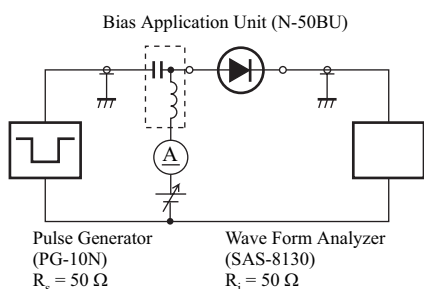 Bias Application Unit (N-50BU)
A
Pulse Generator
(PG-10N)
Rs = 50 Ω
Wave Form Analyzer
(SAS-8130)
Ri = 50 Ω